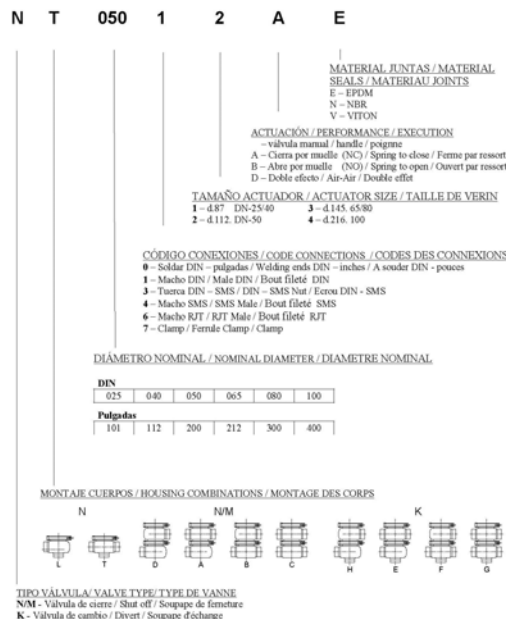 N T 050 1 2 A E
MATERIAL JUNTAS / MATERIAL
SEALS / MATERIAU JOINTS
E – EPDM
N – NBR
V – VITON
ACTUACIÓN / PERFORMANCE / EXECUTION
– válvula manual / handle / poignne
A – Cierra por muelle (NC) / Spring to close / Ferme par ressort
B – Abre por muelle (NO) / Spring to open / Ouvert par ressort
D – Doble efecto / Air-Air / Double effet
TAMAÑO ACTUADOR / ACTUATOR SIZE / TAILLE DE VERIN
1 – d.87 DN-25/40 3 – d.145. 65/80
2 – d.112. DN-50 4 – d.216. 100
CÓDIGO CONEXIONES / CODE CONNECTIONS / CODES DES CONNEXIONS
0 – Soldar DIN – pulgadas / Welding ends DIN – inches / A souder DIN - pouces
1 – Macho DIN / Male DIN / Bout fileté DIN
3 – Tuerca DIN – SMS / DIN – SMS Nut / Ecrou DIN - SMS
4 – Macho SMS / SMS Male / Bout fileté SMS
6 – Macho RJT / RJT Male / Bout fileté RJT
7 – Clamp / Ferrule Clamp / Clamp
DIÁMETRO NOMINAL / NOMINAL DIAMETER / DIAMETRE NOMINAL
DIN
025 040 050 065 080 100
Pulgadas
101 112 200 212 300 400
MONTAJE CUERPOS / HOUSING COMBINATIONS / MONTAGE DES CORPS
N N/M K
L T D A B C H E F G
TIPO VÁLVULA/ VALVE TYPE/ TYPE DE VANNE
N/M - Válvula de cierre / Shut off / Soupape de femeture
K - Válvula de cambio / Divert / Soupape d'échange